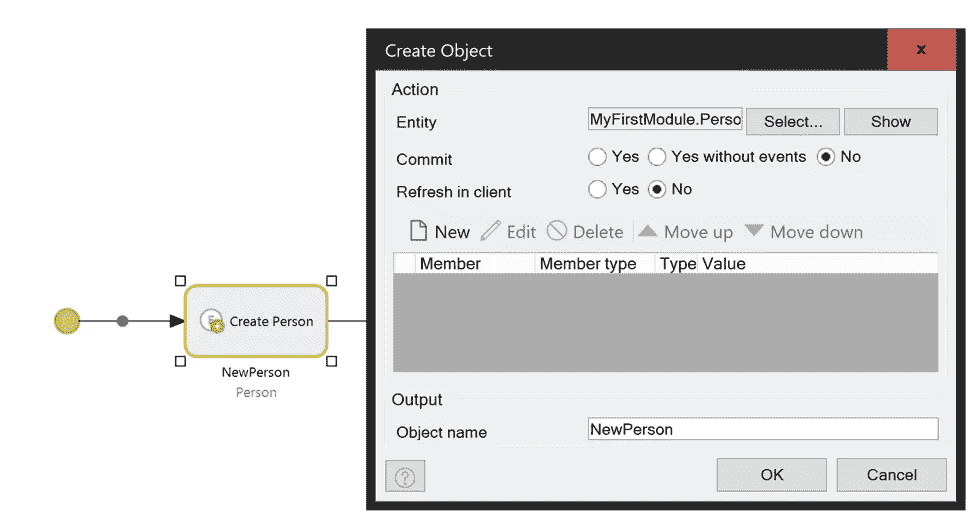 Create Object
x
Action
Entity MyFirstModule.Perso Select... Show
Commit Yes Yes without events No
Refresh in client Yes No
New Edit Delete Move up Move down
Member Member type Type Value
Create Person
NewPerson
Person
Output
Object name NewPerson
? OK Cancel